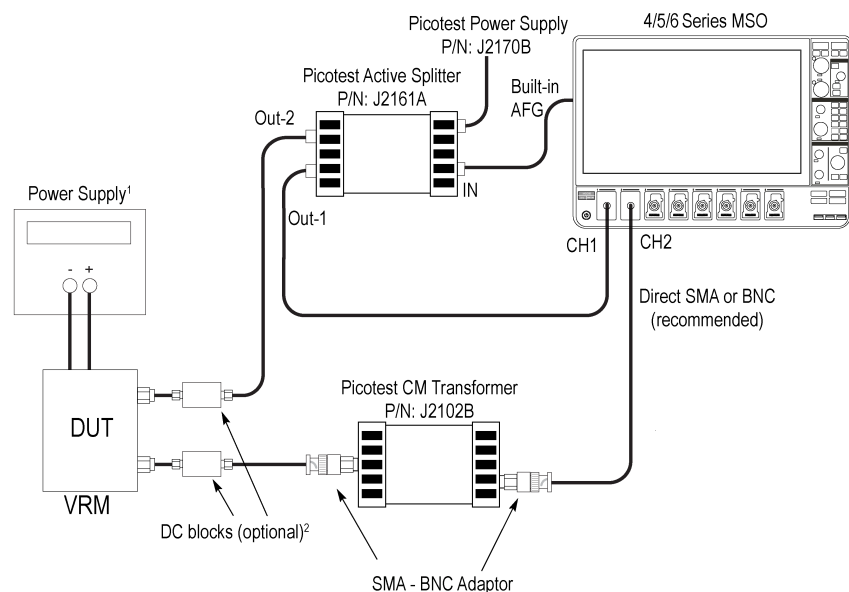 4/5/6 Series MSO
Picotest Power Supply
P/N: J2170B
Picotest Active Splitter
P/N: J2161A
Built-in
AFG
Out-2
IN
Power Supply1
Out-1
- +
CH1
CH2
Direct SMA or BNC
(recommended)
Picotest CM Transformer
P/N: J2102B
DUT
VRM
DC blocks (optional)2
SMA - BNC Adaptor